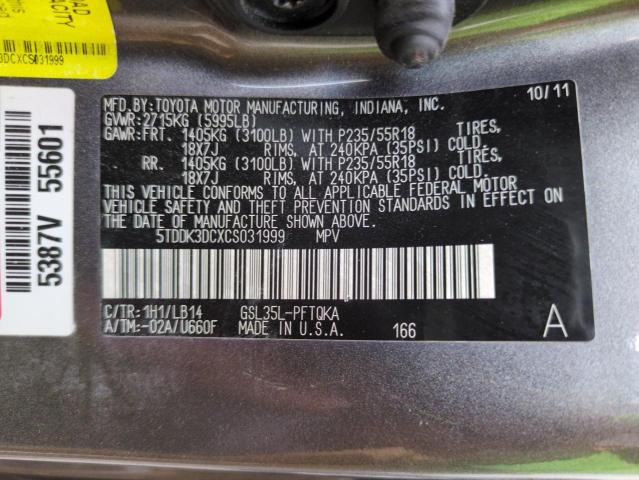 AD
ACITY
DCXCS031999
5387V 55601
MFD.BY:TOYOTA MOTOR MANUFACTURING, INDIANA, INC. 10/11
GVWR:2715KG (5995LB)
GAWR:FRT. 1405KG (3100LB) WITH P235/55R18 TIRES,
18X7J RIMS, AT 240KPA (35PSI) COLD.
RR. 1405KG (3100LB) WITH P235/55R18 TIRES,
18X7J RIMS, AT 240KPA (35PSI) COLD.
THIS VEHICLE CONFORMS TO ALL APPLICABLE FEDERAL MOTOR
VEHICLE SAFETY AND THEFT PREVENTION STANDARDS IN EFFECT ON
THE DATE OF MANUFACTURE SHOWN ABOVE.
5TDDK3DCXCS031999 MPV
C/TR:1H1/LB14 GSL35L-PFTQKA
A/TM:-02A/U660F MADE IN U.S.A. 166 A